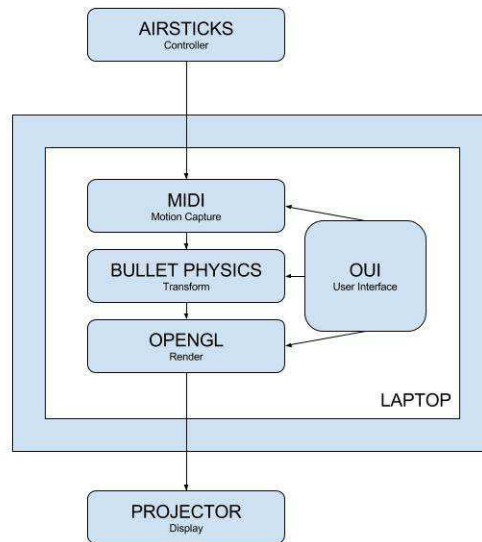 AIRSTICKS
Controller
MIDI
Motion Capture
BULLET PHYSICS
Transform
OUI
User Interface
OPENGL
Render
LAPTOP
PROJECTOR
Display